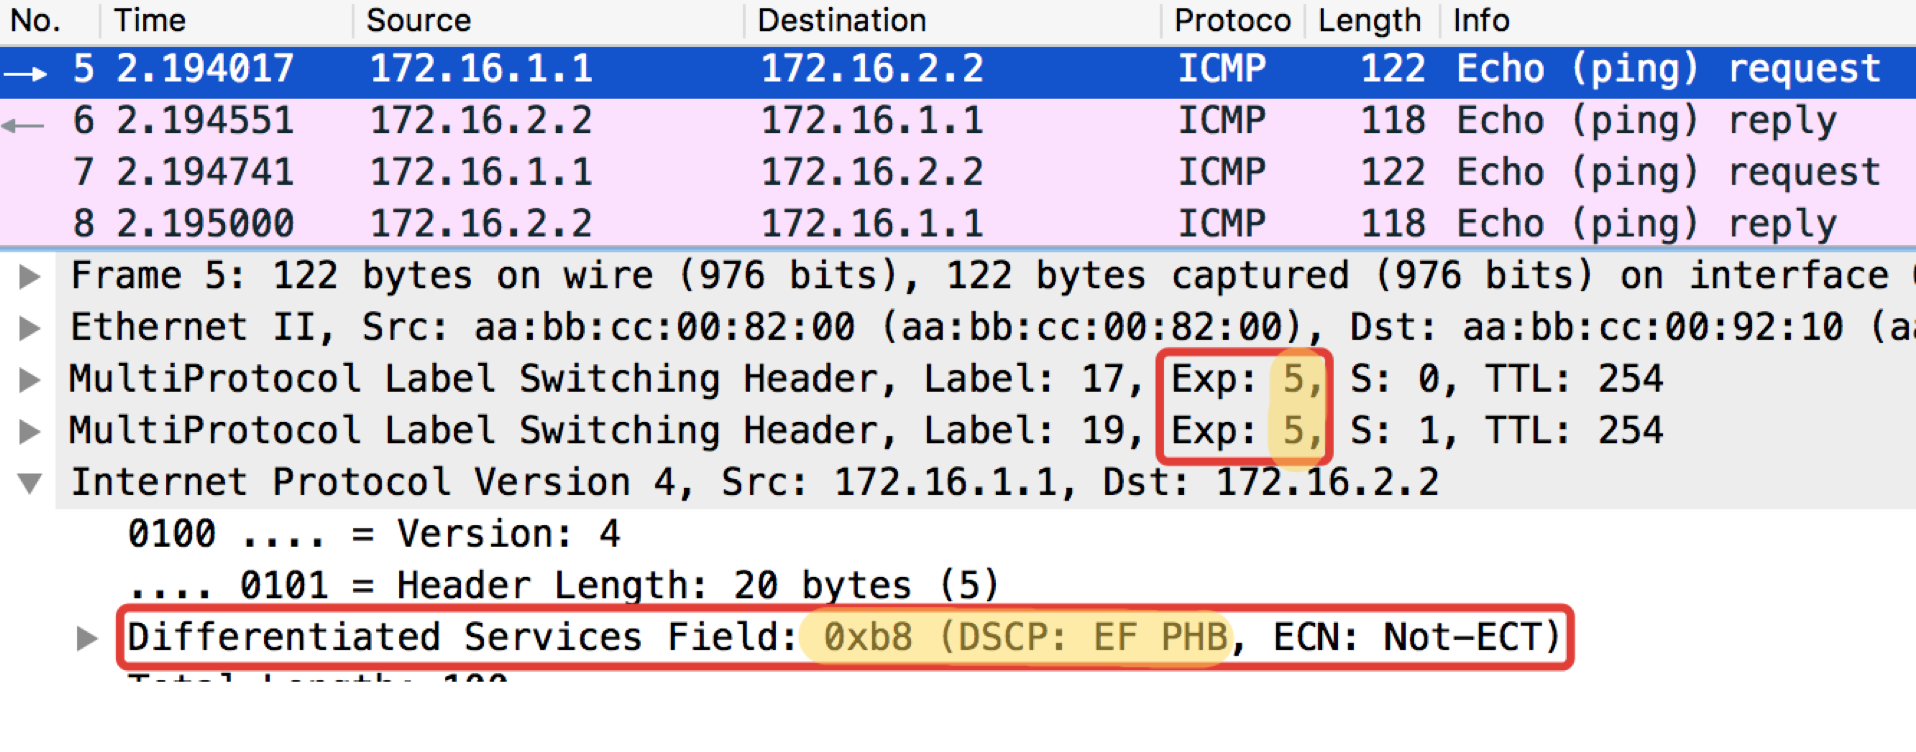 No. Time Source Destination Protoco Length Info
5 2.194017 172.16.1.1 172.16.2.2 ICMP 122 Echo (ping) request
6 2.194551 172.16.2.2 172.16.1.1 ICMP 118 Echo (ping) reply
7 2.194741 172.16.1.1 172.16.2.2 ICMP 122 Echo (ping) request
8 2.195000 172.16.2.2 172.16.1.1 ICMP 118 Echo (ping) reply
Frame 5: 122 bytes on wire (976 bits), 122 bytes captured (976 bits) on interface
Ethernet II, Src: aa:bb:cc:00:82:00 (aa:bb:cc:00:82:00), Dst: aa:bb:cc:00:92:10 (aa
MultiProtocol Label Switching Header, Label: 17, Exp: 5, S: 0, TTL: 254
MultiProtocol Label Switching Header, Label: 19, Exp: 5, S: 1, TTL: 254
Internet Protocol Version 4, Src: 172.16.1.1, Dst: 172.16.2.2
0100 .... = Version: 4
.... 0101 = Header Length: 20 bytes (5)
Differentiated Services Field: 0xb8 (DSCP: EF PHB, ECN: Not-ECT)
Total Length: 100